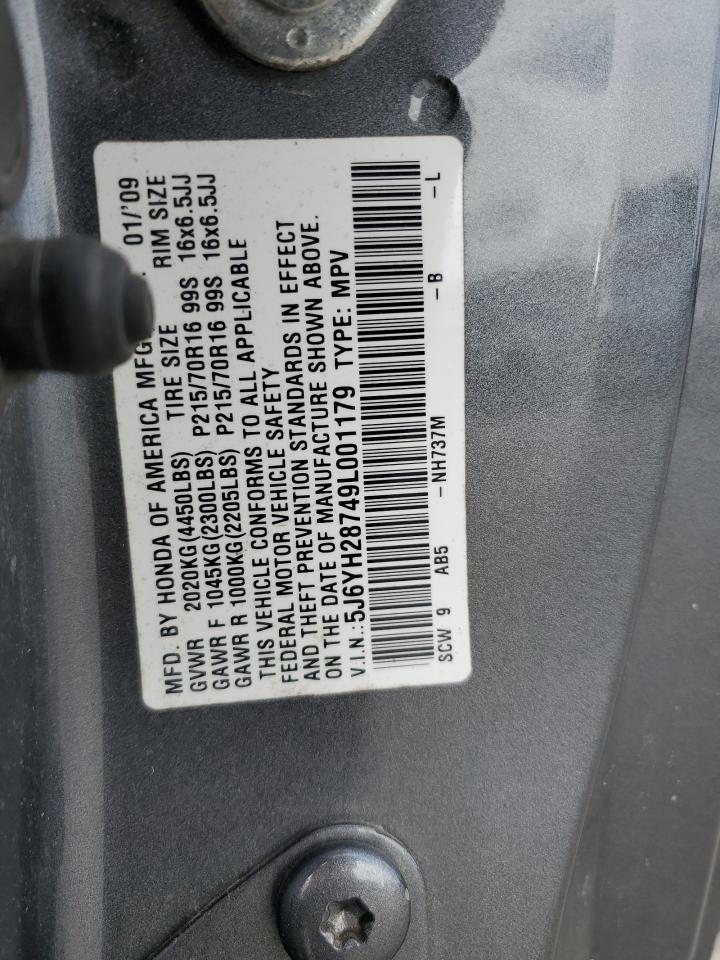 MFD. BY HONDA OF AMERICA MFG. 01/'09
GVWR 2020KG(4450LBS) TIRE SIZE RIM SIZE
GAWR F 1045KG(2300LBS) P215/70R16 99S 16x6.5JJ
GAWR R 1000KG(2205LBS) P215/70R16 99S 16x6.5JJ
THIS VEHICLE CONFORMS TO ALL APPLICABLE
FEDERAL MOTOR VEHICLE SAFETY
AND THEFT PREVENTION STANDARDS IN EFFECT
ON THE DATE OF MANUFACTURE SHOWN ABOVE.
V.I.N.:5J6YH28749L001179 TYPE: MPV
SCW 9 AB5 -NH737M -B -L